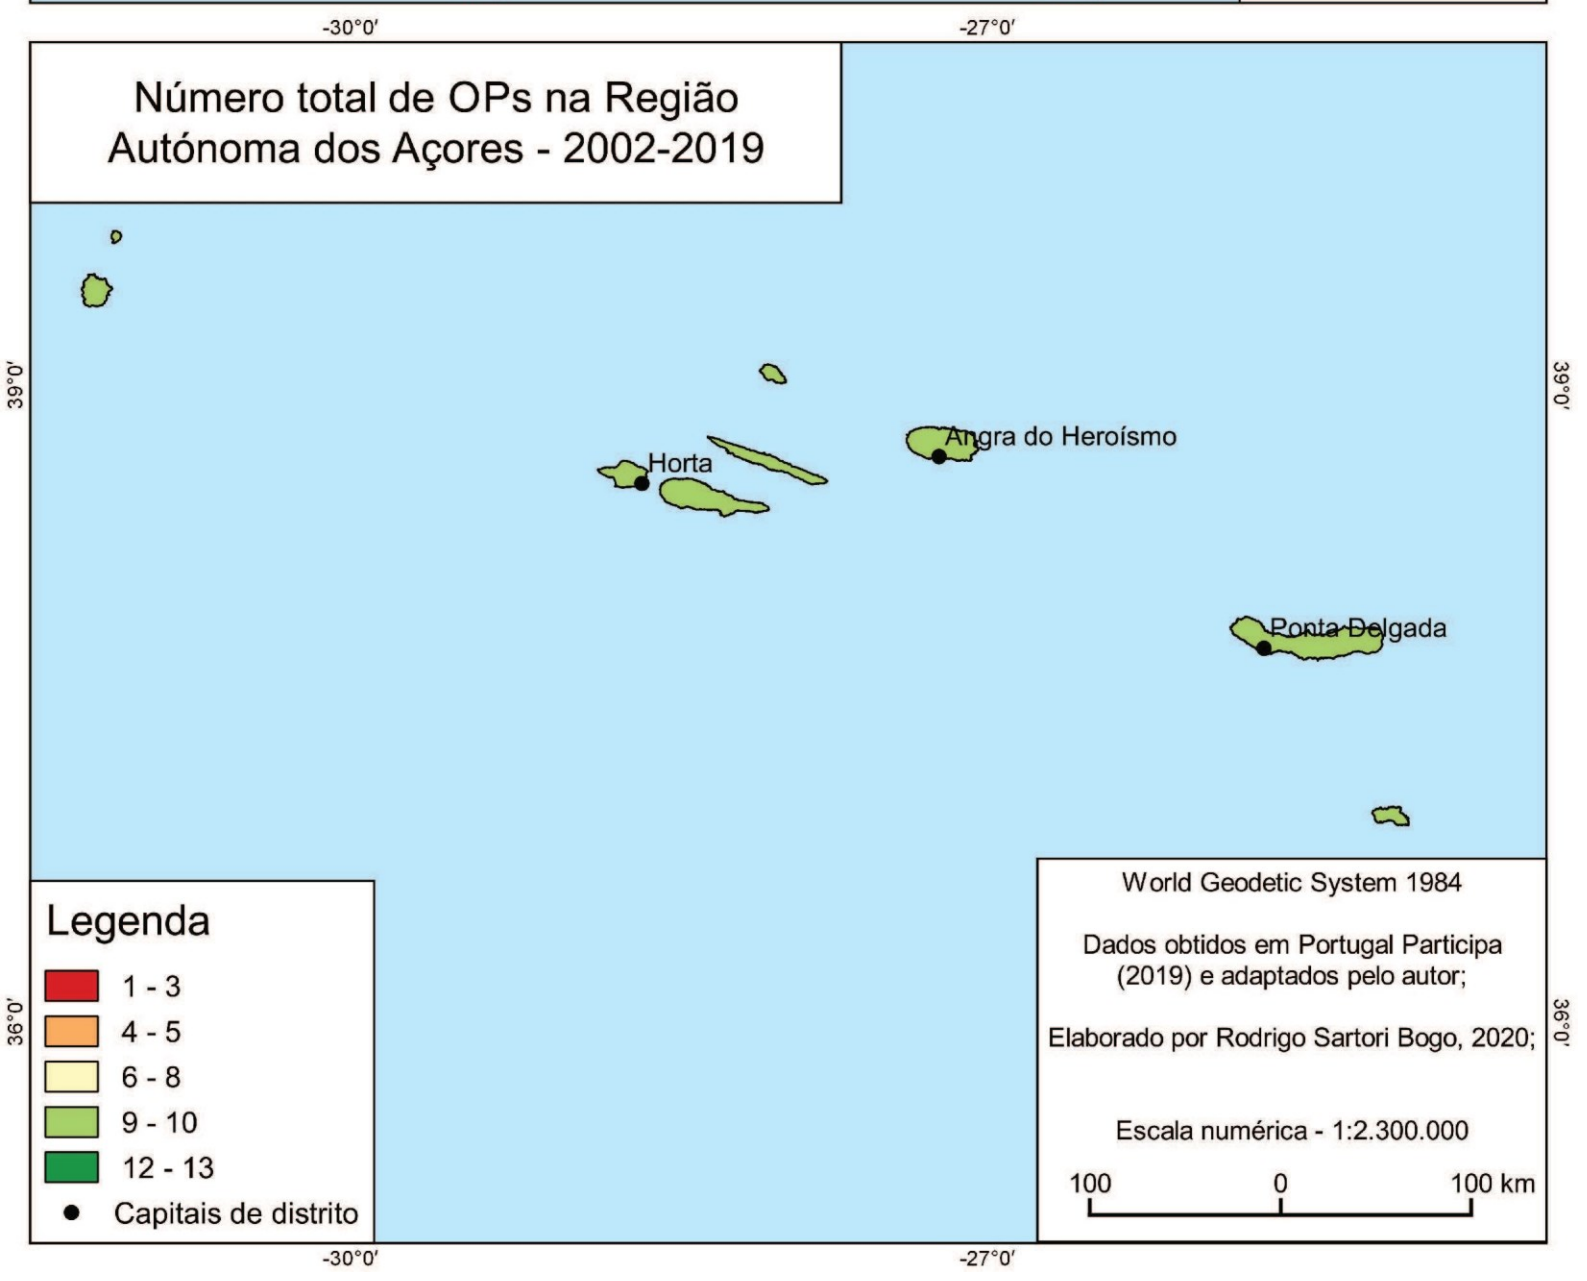 -30°0′
-27°0′
Número total de OPs na Região
Autónoma dos Açores - 2002-2019
39°0′
39°0′
Angra do Heroísmo
Horta
Ponta Delgada
World Geodetic System 1984
Dados obtidos em Portugal Participa
(2019) e adaptados pelo autor;
Elaborado por Rodrigo Sartori Bogo, 2020;
Escala numérica - 1:2.300.000
100 0 100 km
Legenda
1 - 3
4 - 5
6 - 8
9 - 10
12 - 13
Capitais de distrito
36°0′
36°0′
-30°0′
-27°0′